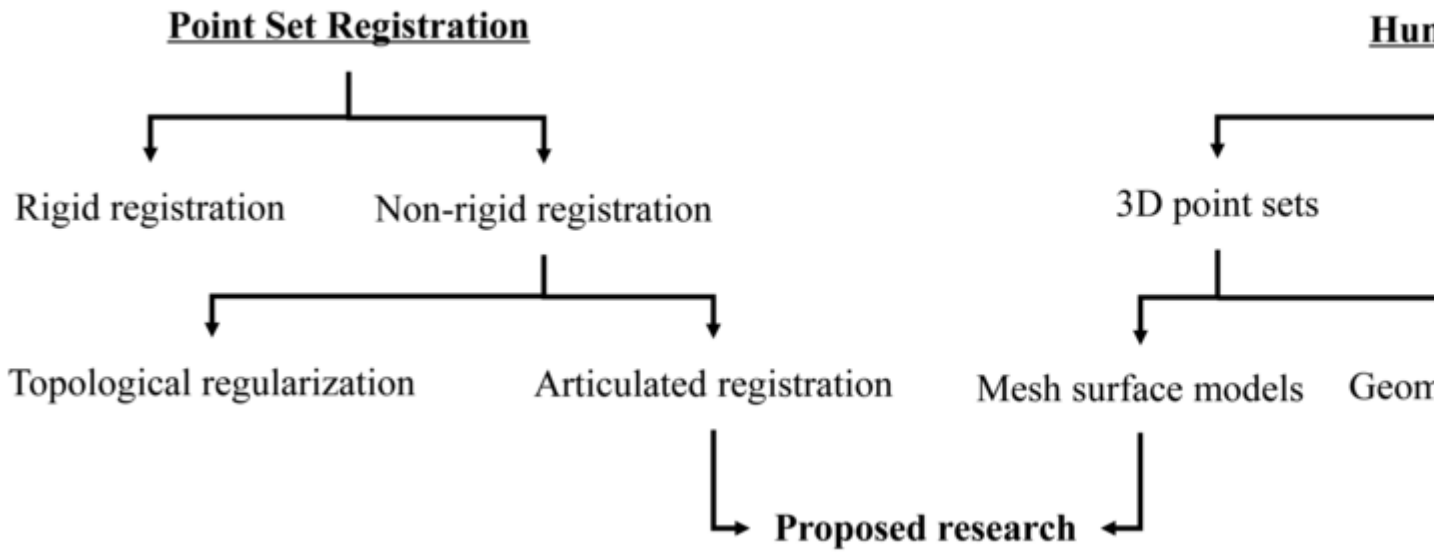 Point Set Registration
Rigid registration
Non-rigid registration
Topological regularization
Articulated registration
3D point sets
Mesh surface models
Proposed research